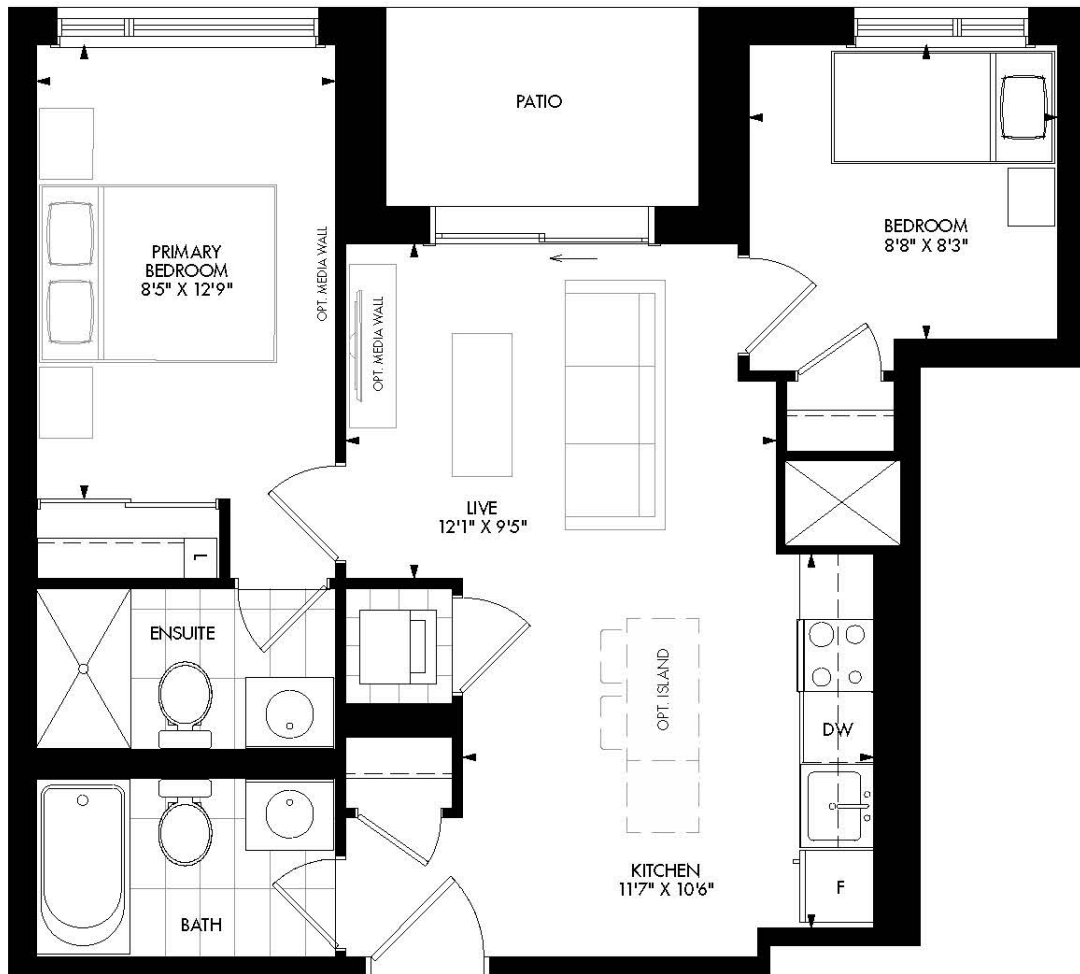 PATIO
BEDROOM
8'8" X 8'3"
PRIMARY
BEDROOM
8'5" X 12'9"
OPT. MEDIA WALL
OPT. MEDIA WALL
LIVE
12'1" X 9'5"
L
ENSUITE
OPT. ISLAND
DW
KITCHEN
11'7" X 10'6"
F
BATH